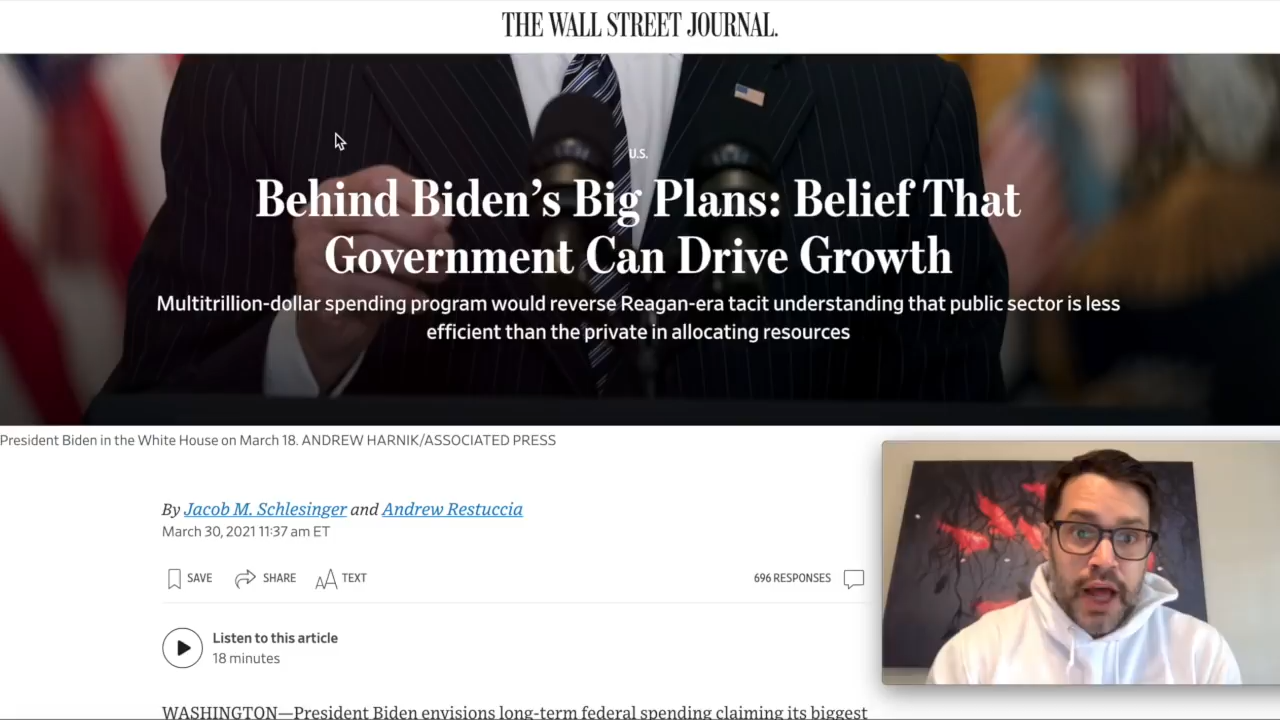 THE WALL STREET JOURNAL.
U.S.
Behind Biden’s Big Plans: Belief That
Government Can Drive Growth
Multitrillion-dollar spending program would reverse Reagan-era tacit understanding that public sector is less
efficient than the private in allocating resources
President Biden in the White House on March 18. ANDREW HARNIK/ASSOCIATED PRESS
By Jacob M. Schlesinger and Andrew Restuccia
March 30, 2021 11:37 am ET
SAVE SHARE AA TEXT
696 RESPONSES
Listen to this article
18 minutes
WASHINGTON—President Biden envisions long-term federal spending claiming its biggest